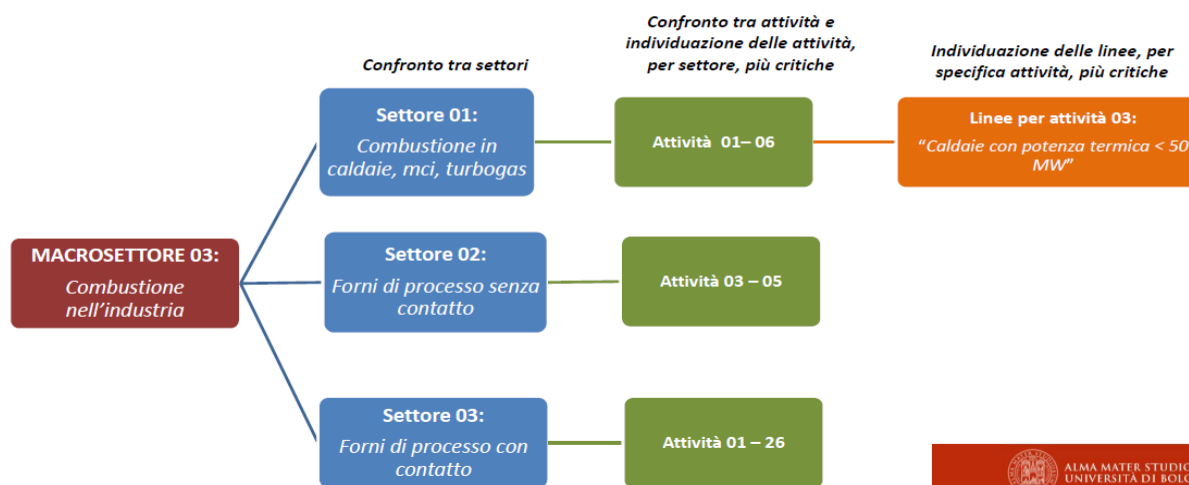 Confronto tra settori
Confronto tra attività e
individuazione delle attività,
per settore, più critiche
Individuazione delle linee, per
specifica attività, più critiche
MACROSETTORE 03:
Combustione
nell'industria
Settore 01:
Combustione in
caldaie, mci, turbogas
Attività 01– 06
Linee per attività 03:
“Caldaie con potenza termica < 50
MW”
Settore 02:
Forni di processo senza
contatto
Attività 03 – 05
Settore 03:
Forni di processo con
contatto
Attività 01 – 26
ALMA MATER STUDIO
UNIVERSITÀ DI BOLO